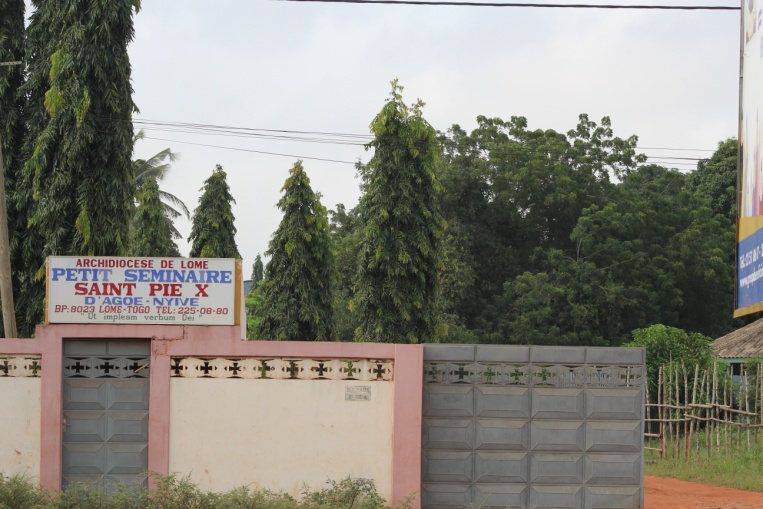 ARCHIDIOCESE DE LOME
PETIT SEMINAIRE
SAINT PIE X
D'AGOE-NYIVE
BP:8023 LOME-TOGO TEL:225-08-80
"Ut impleam verbum Dei"